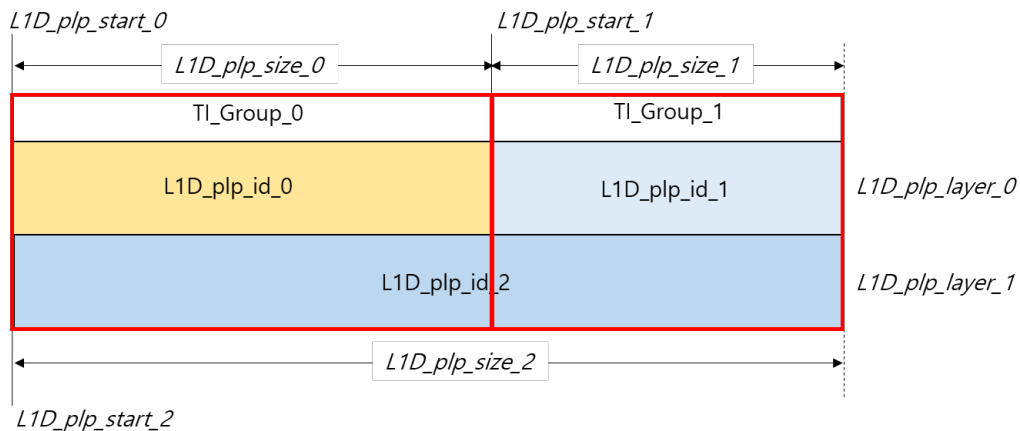 L1D_plp_start_0
L1D_plp_start_1
L1D_plp_size_0
L1D_plp_size_1
TI_Group_0
TI_Group_1
L1D_plp_id_0
L1D_plp_id_1
L1D_plp_layer_0
L1D_plp_id_2
L1D_plp_layer_1
L1D_plp_size_2
L1D_plp_start_2